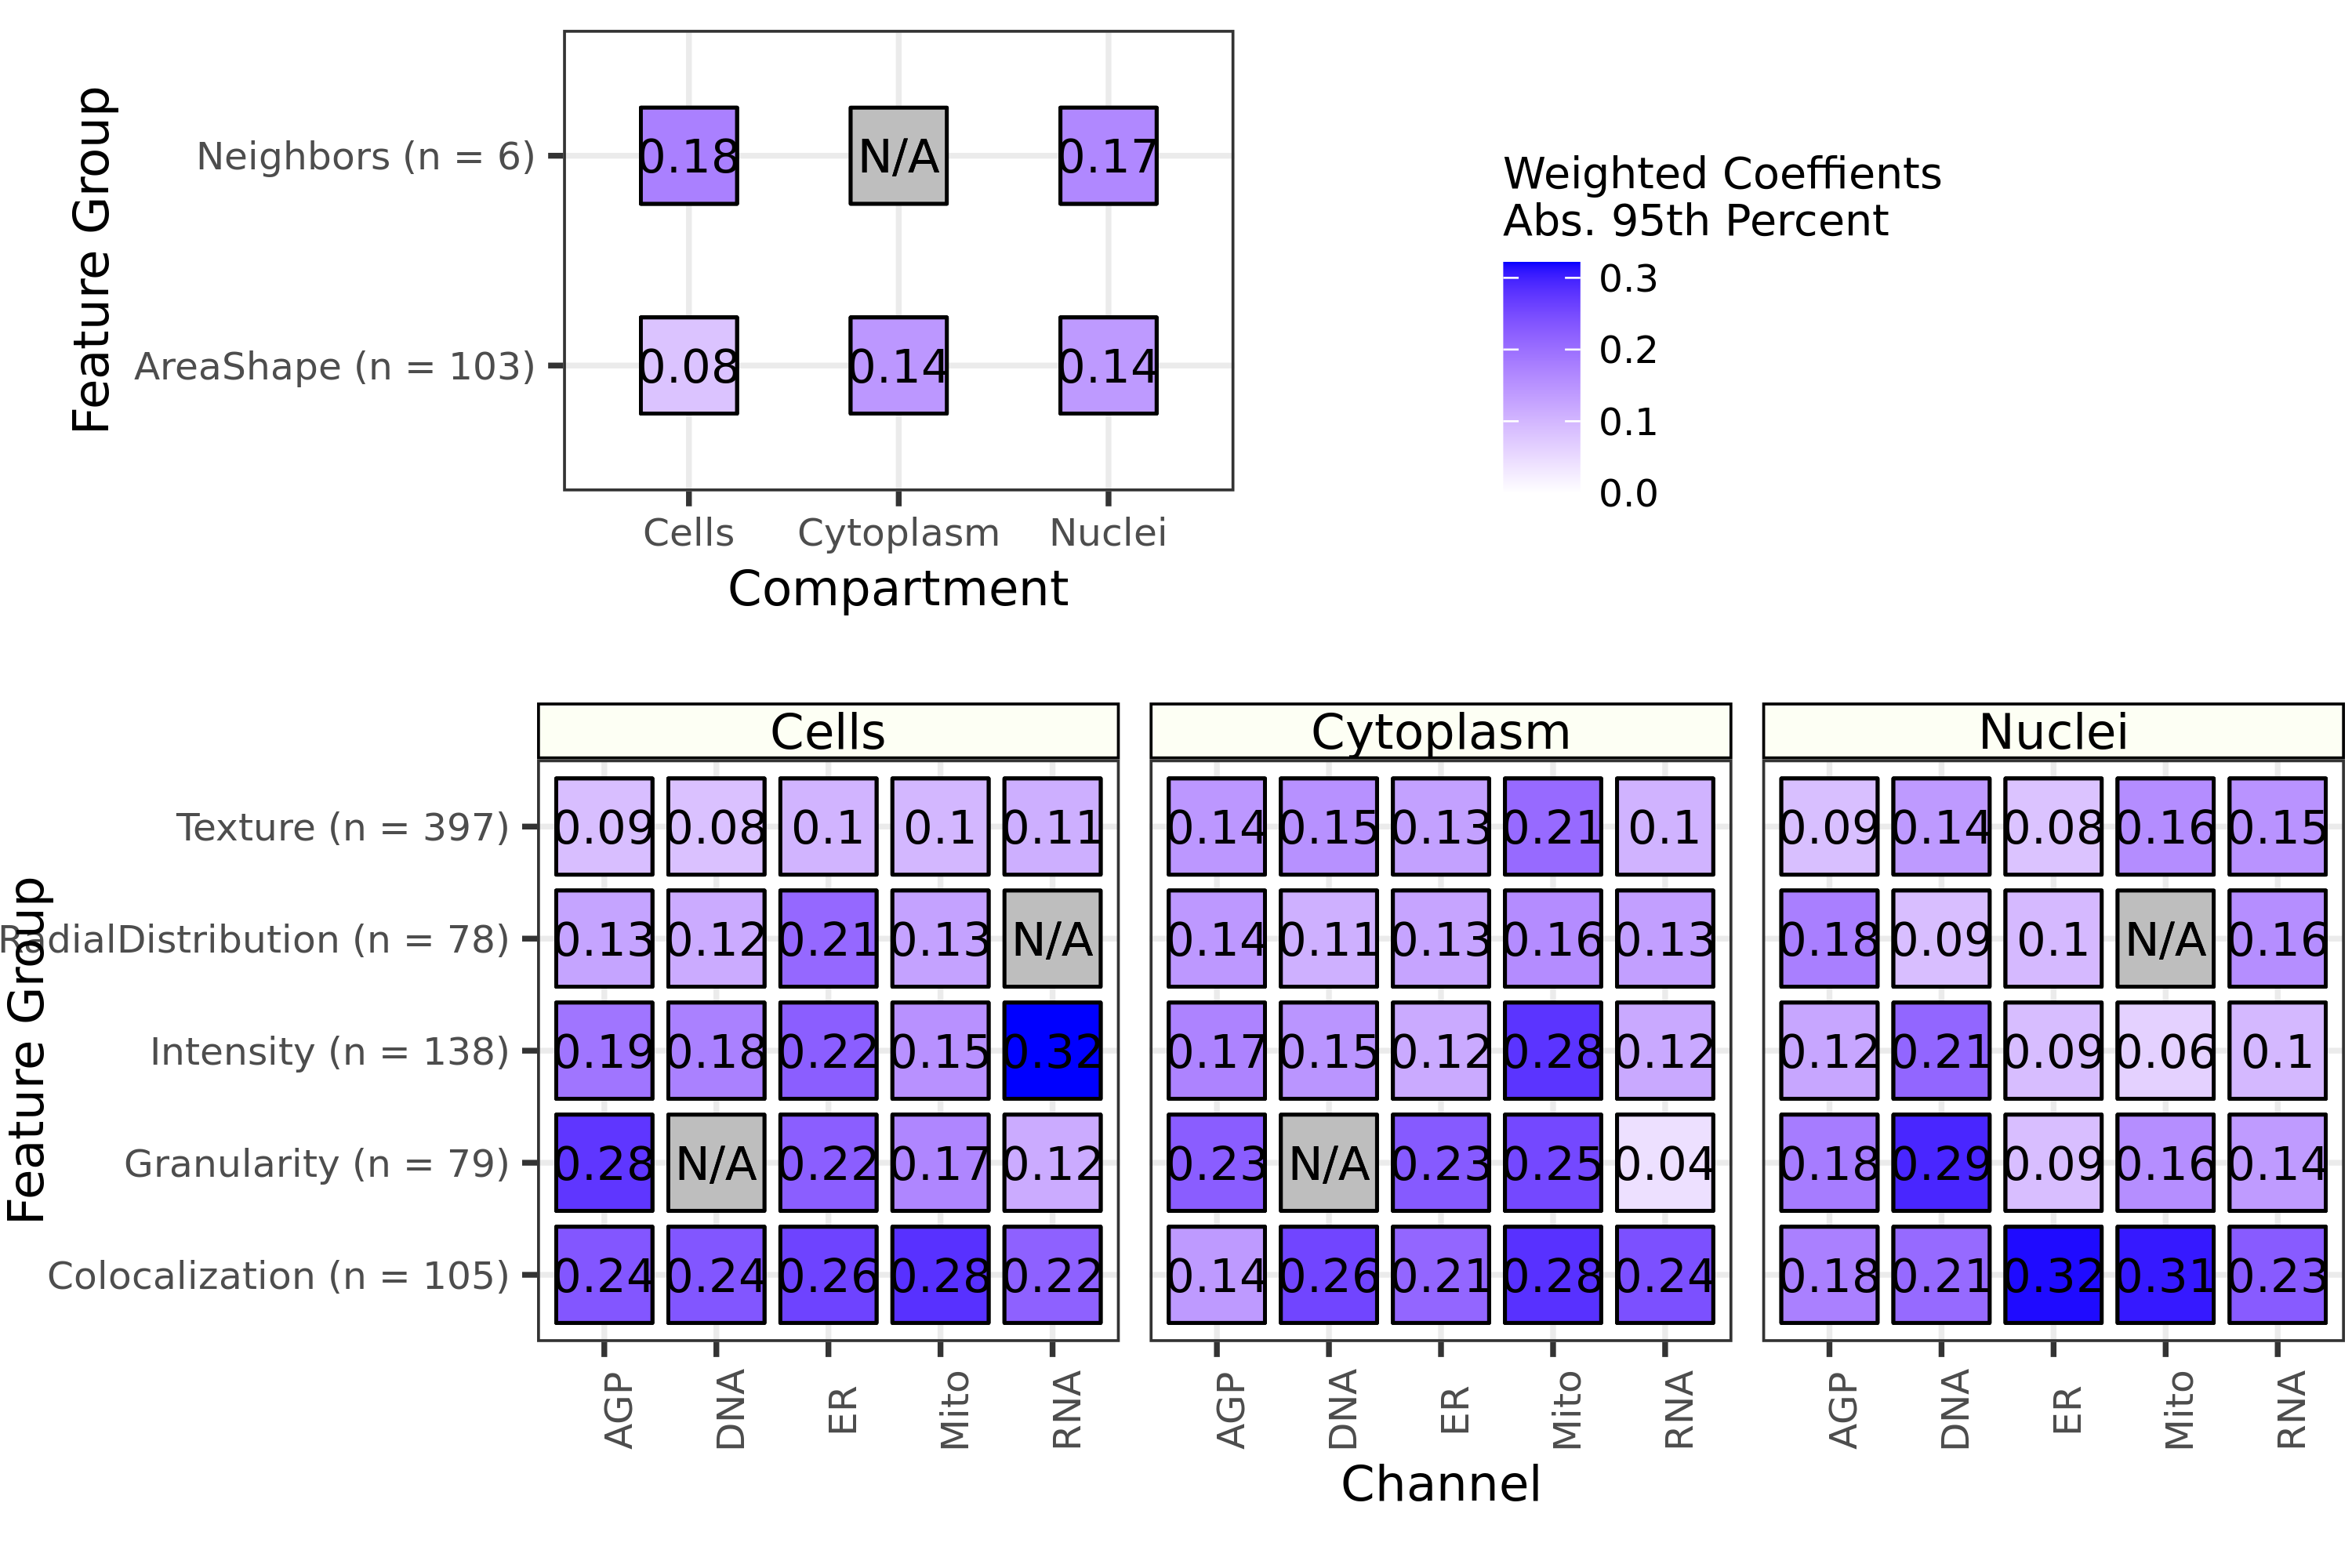 Feature Group
Neighbors (n = 6)
0.18 N/A 0.17
AreaShape (n = 103)
0.08 0.14 0.14
Cells Cytoplasm Nuclei
Compartment
Weighted Coeffients
Abs. 95th Percent
0.3
0.2
0.1
0.0
Cells Cytoplasm Nuclei
Feature Group
Texture (n = 397) 0.09 0.08 0.1 0.1 0.11 0.14 0.15 0.13 0.21 0.1 0.09 0.14 0.08 0.16 0.15
RadialDistribution (n = 78) 0.13 0.12 0.21 0.13 N/A 0.14 0.11 0.13 0.16 0.13 0.18 0.09 0.1 N/A 0.16
Intensity (n = 138) 0.19 0.18 0.22 0.15 0.32 0.17 0.15 0.12 0.28 0.12 0.12 0.21 0.09 0.06 0.1
Granularity (n = 79) 0.28 N/A 0.22 0.17 0.12 0.23 N/A 0.23 0.25 0.04 0.18 0.29 0.09 0.16 0.14
Colocalization (n = 105) 0.24 0.24 0.26 0.28 0.22 0.14 0.26 0.21 0.28 0.24 0.18 0.21 0.32 0.31 0.23
AGP DNA ER Mito RNA AGP DNA ER Mito RNA AGP DNA ER Mito RNA
Channel